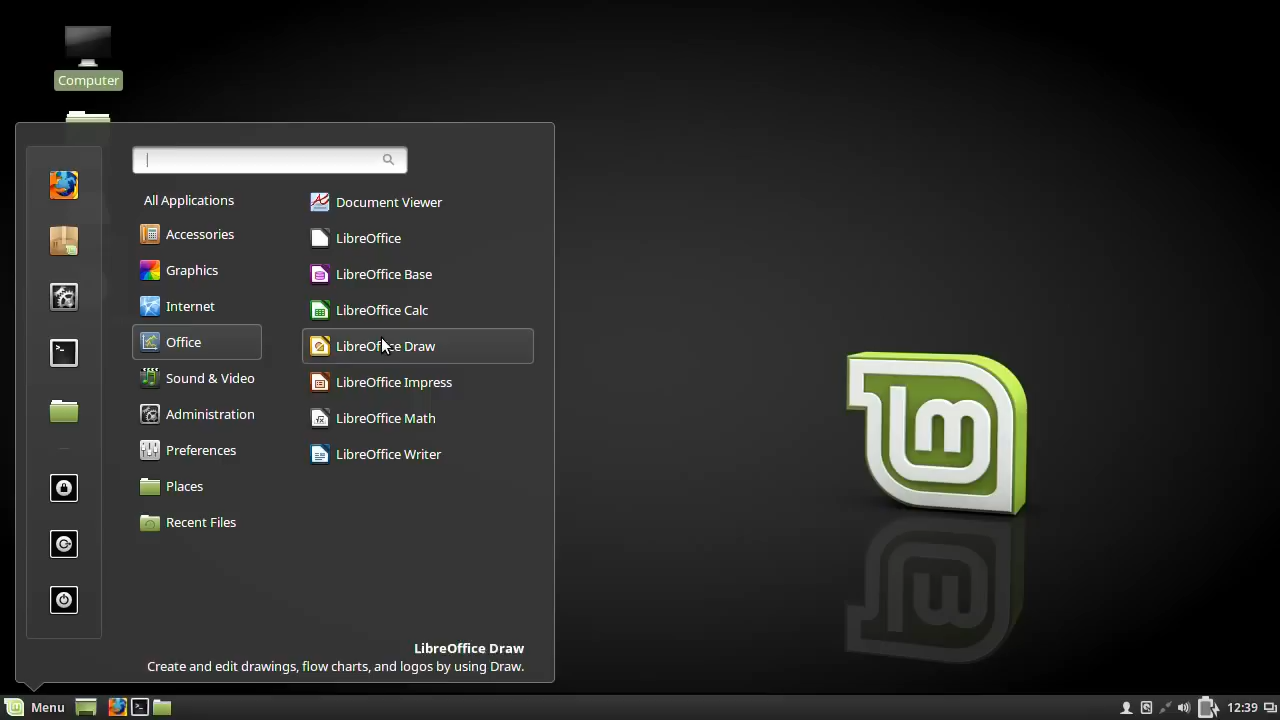 Computer
All Applications
Accessories
Graphics
Internet
Office
Sound & Video
Administration
Preferences
Places
Recent Files
Document Viewer
LibreOffice
LibreOffice Base
LibreOffice Calc
LibreOffice Draw
LibreOffice Impress
LibreOffice Math
LibreOffice Writer
LibreOffice Draw
Create and edit drawings, flow charts, and logos by using Draw.
Menu
12:39